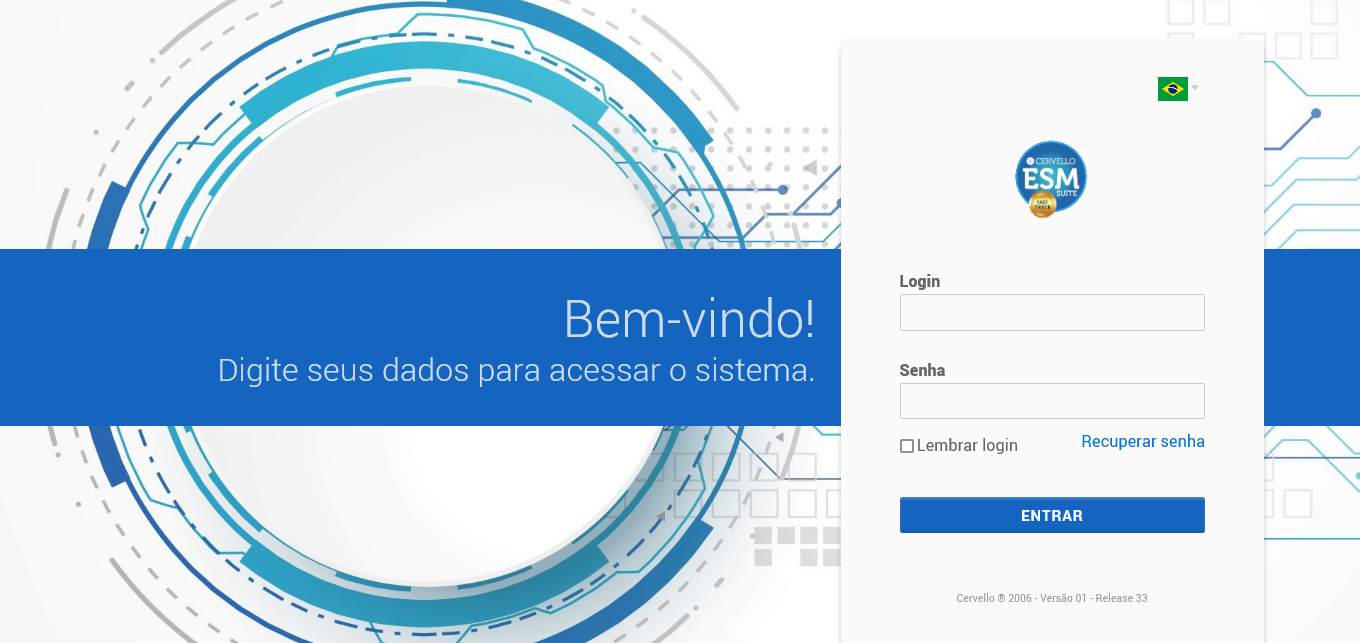 Bem-vindo!
Digite seus dados para acessar o sistema.
CERVELLO
ESM
SUITE
FAST
TRACK
Login
Senha
Lembrar login
Recuperar senha
ENTRAR
Cervello ® 2006 - Versão 01 - Release 33